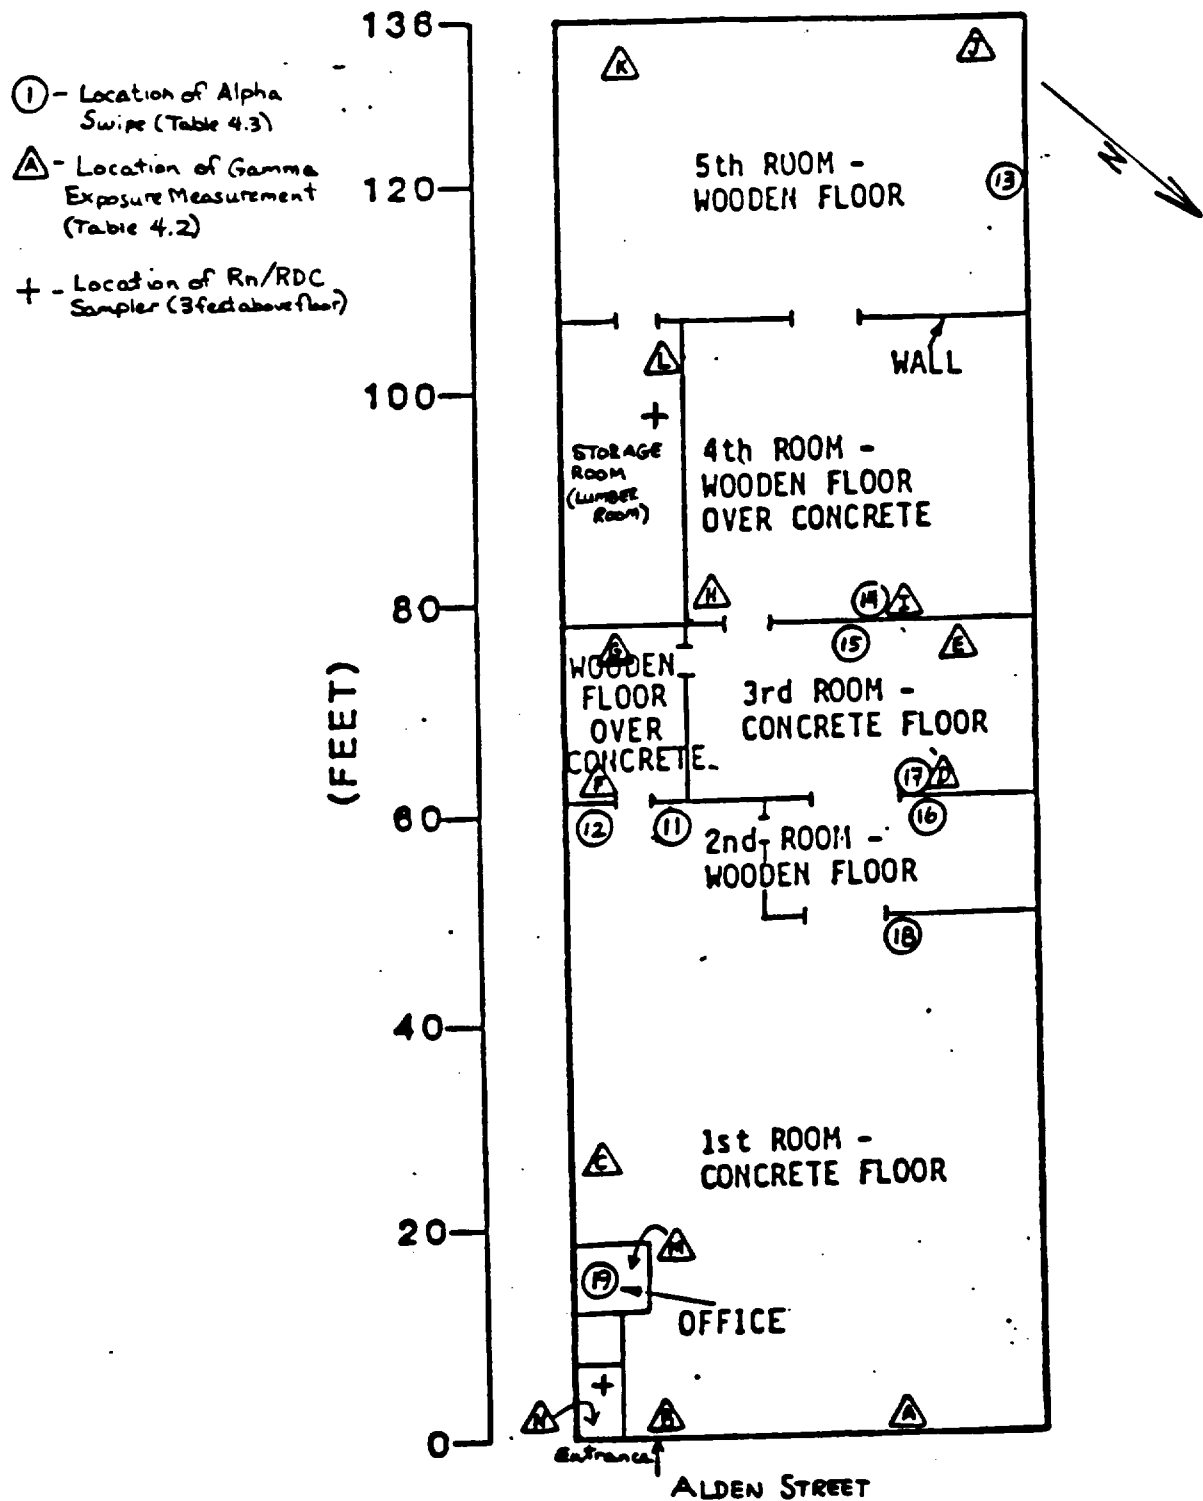 136
120
100
80
60
40
20
0
(FEET)
1 - Location of Alpha
Swipe (Table 4.3)
A - Location of Gamma
Exposure Measurement
(Table 4.2)
+ - Location of Rn/RDC
Sampler (3 feet above floor)
N
K
J
5th ROOM -
WOODEN FLOOR
13
WALL
L
+
STORAGE
ROOM
(LUMBER
ROOM)
4th ROOM -
WOODEN FLOOR
OVER CONCRETE
H
14
I
G
15
E
WOODEN
FLOOR
OVER
CONCRETE
3rd ROOM -
CONCRETE FLOOR
F
17
D
12
11
16
2nd ROOM -
WOODEN FLOOR
18
1st ROOM -
CONCRETE FLOOR
C
M
19
OFFICE
+
N
B
A
Entrance
ALDEN STREET